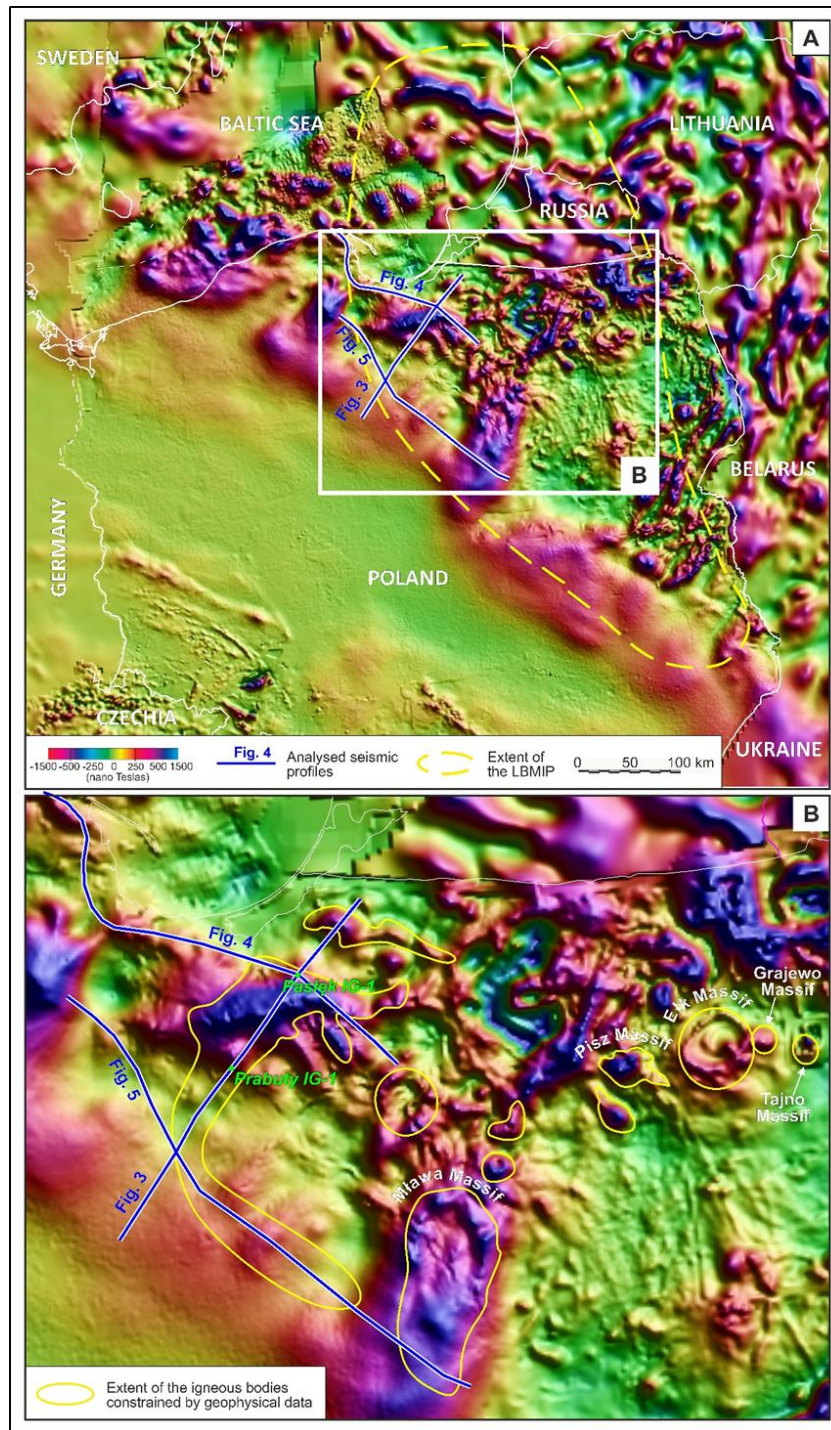 A
SWEDEN
BALTIC SEA
LITHUANIA
RUSSIA
Fig. 4
Fig. 5
Fig. 3
B
BELARUS
GERMANY
POLAND
CZECHIA
UKRAINE
-1500 -500 -250 0 250 500 1500
(nano Teslas)
Fig. 4
Analysed seismic
profiles
Extent of
the LBMIP
0 50 100 km
B
Fig. 4
Pasłęk IG-1
Grajewo
Massif
Ełk Massif
Pisz Massif
Tajno
Massif
Fig. 5
Prabuty IG-1
Mława Massif
Fig. 3
Extent of the igneous bodies
constrained by geophysical data